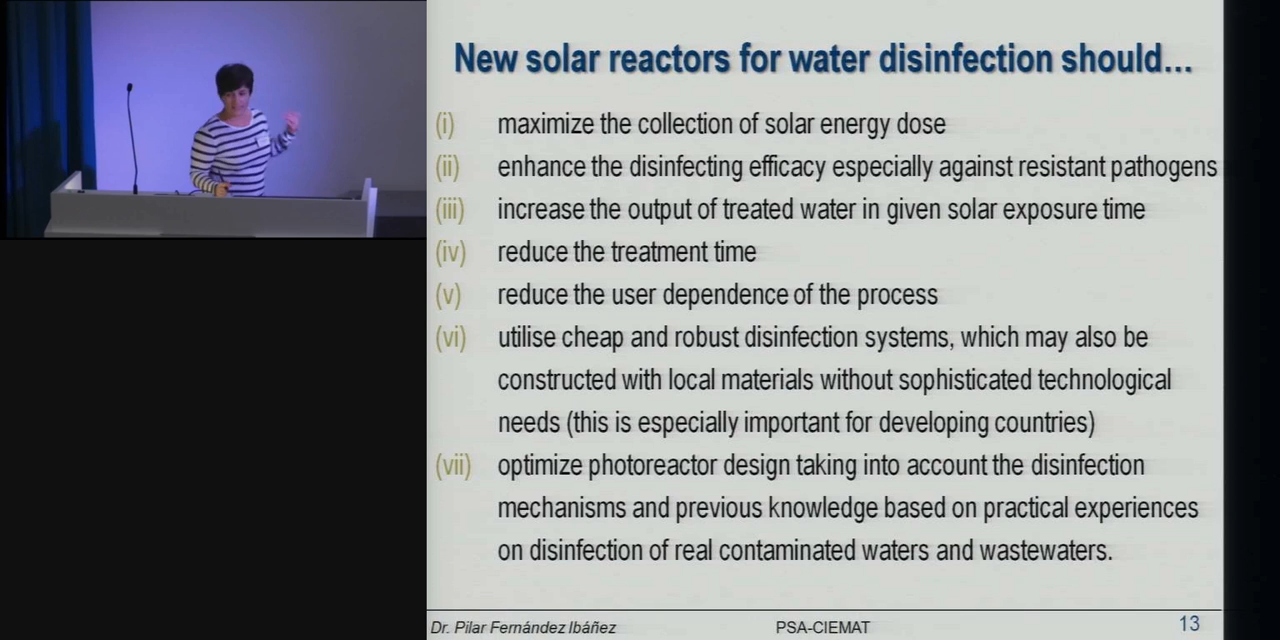 New solar reactors for water disinfection should...
(i) maximize the collection of solar energy dose
(ii) enhance the disinfecting efficacy especially against resistant pathogens
(iii) increase the output of treated water in given solar exposure time
(iv) reduce the treatment time
(v) reduce the user dependence of the process
(vi) utilise cheap and robust disinfection systems, which may also be
constructed with local materials without sophisticated technological
needs (this is especially important for developing countries)
(vii) optimize photoreactor design taking into account the disinfection
mechanisms and previous knowledge based on practical experiences
on disinfection of real contaminated waters and wastewaters.
Dr. Pilar Fernández Ibáñez PSA-CIEMAT 13